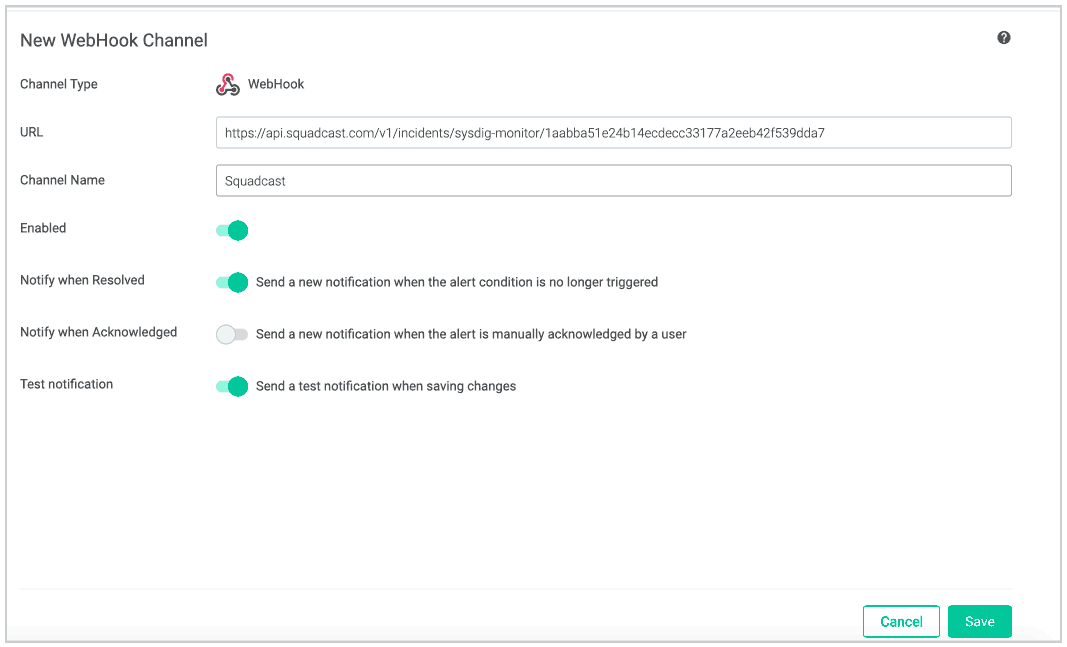 New WebHook Channel
Channel Type
WebHook
URL
https://api.squadcast.com/v1/incidents/sysdig-monitor/1aabba51e24b14ecdecc33177a2eeb42f539dda7
Channel Name
Squadcast
Enabled
Notify when Resolved
Send a new notification when the alert condition is no longer triggered
Notify when Acknowledged
Send a new notification when the alert is manually acknowledged by a user
Test notification
Send a test notification when saving changes
Cancel
Save